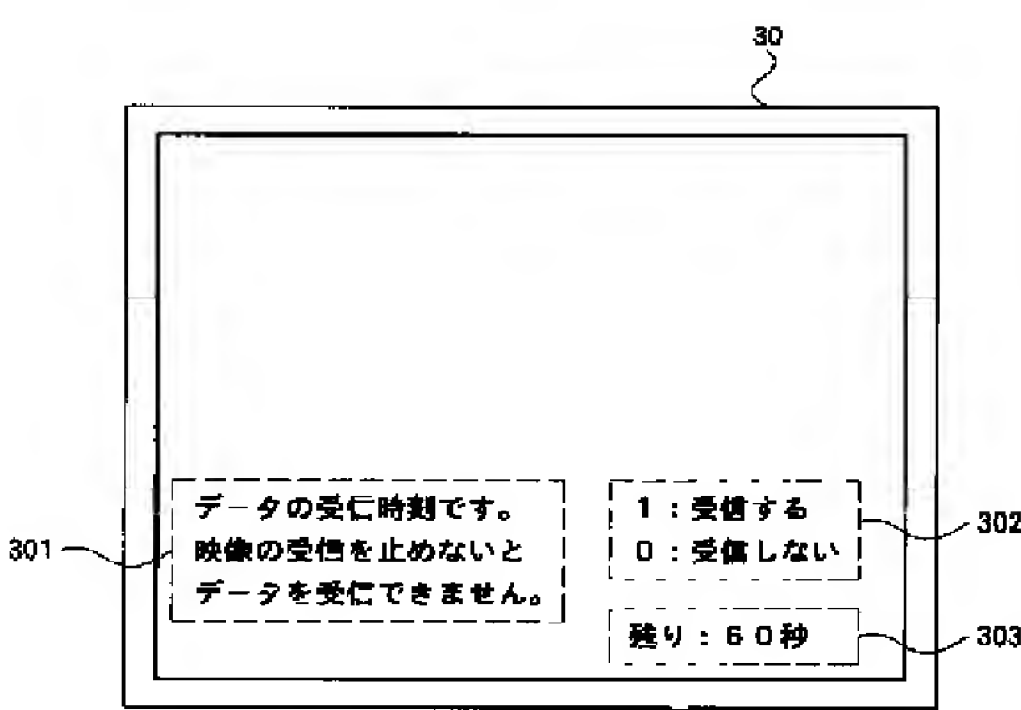 30
データの受信時刻です。
映像の受信を止めないと
データを受信できません。
301
1:受信する
0:受信しない
302
残り:60秒
303